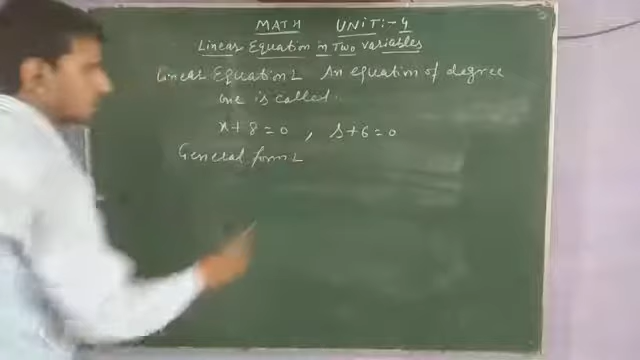 MATH UNIT:- 4
Linear Equation in Two Variables
Linear Equation:- An equation of degree
one is called.
x + 8 = 0 , s + 6 = 0
General form:-